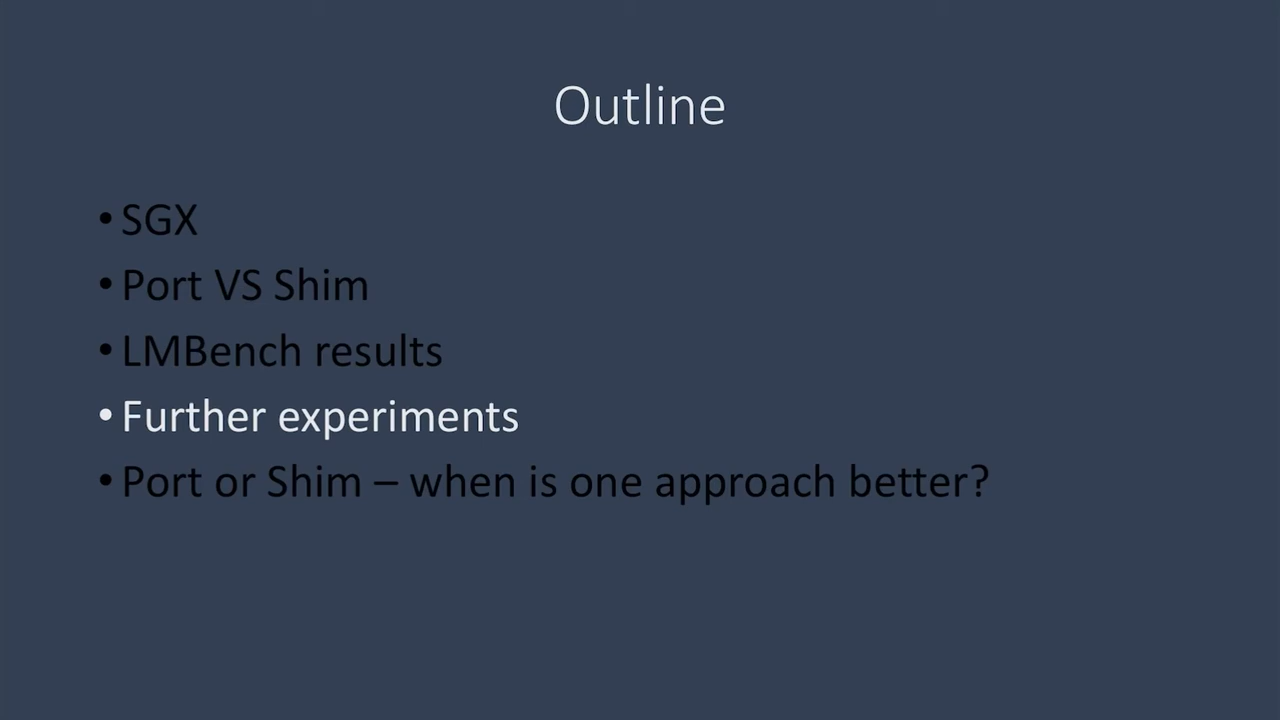 Outline
• SGX
• Port VS Shim
• LMBench results
• Further experiments
• Port or Shim – when is one approach better?